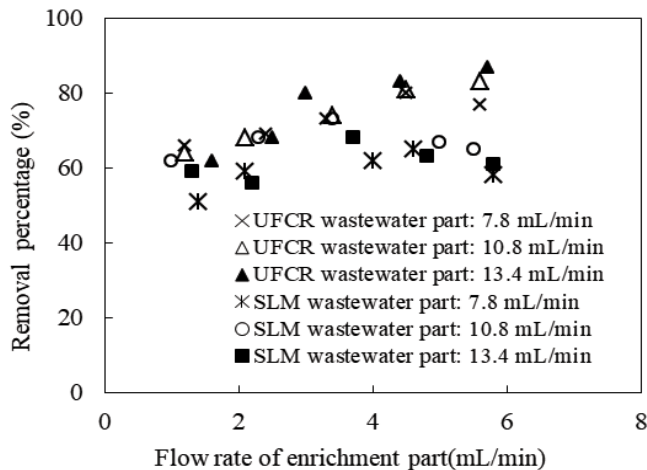 100
80
60
40
20
0
Removal percentage (%)
UFCR wastewater part: 7.8 mL/min
UFCR wastewater part: 10.8 mL/min
UFCR wastewater part: 13.4 mL/min
SLM wastewater part: 7.8 mL/min
SLM wastewater part: 10.8 mL/min
SLM wastewater part: 13.4 mL/min
0 2 4 6 8
Flow rate of enrichment part(mL/min)